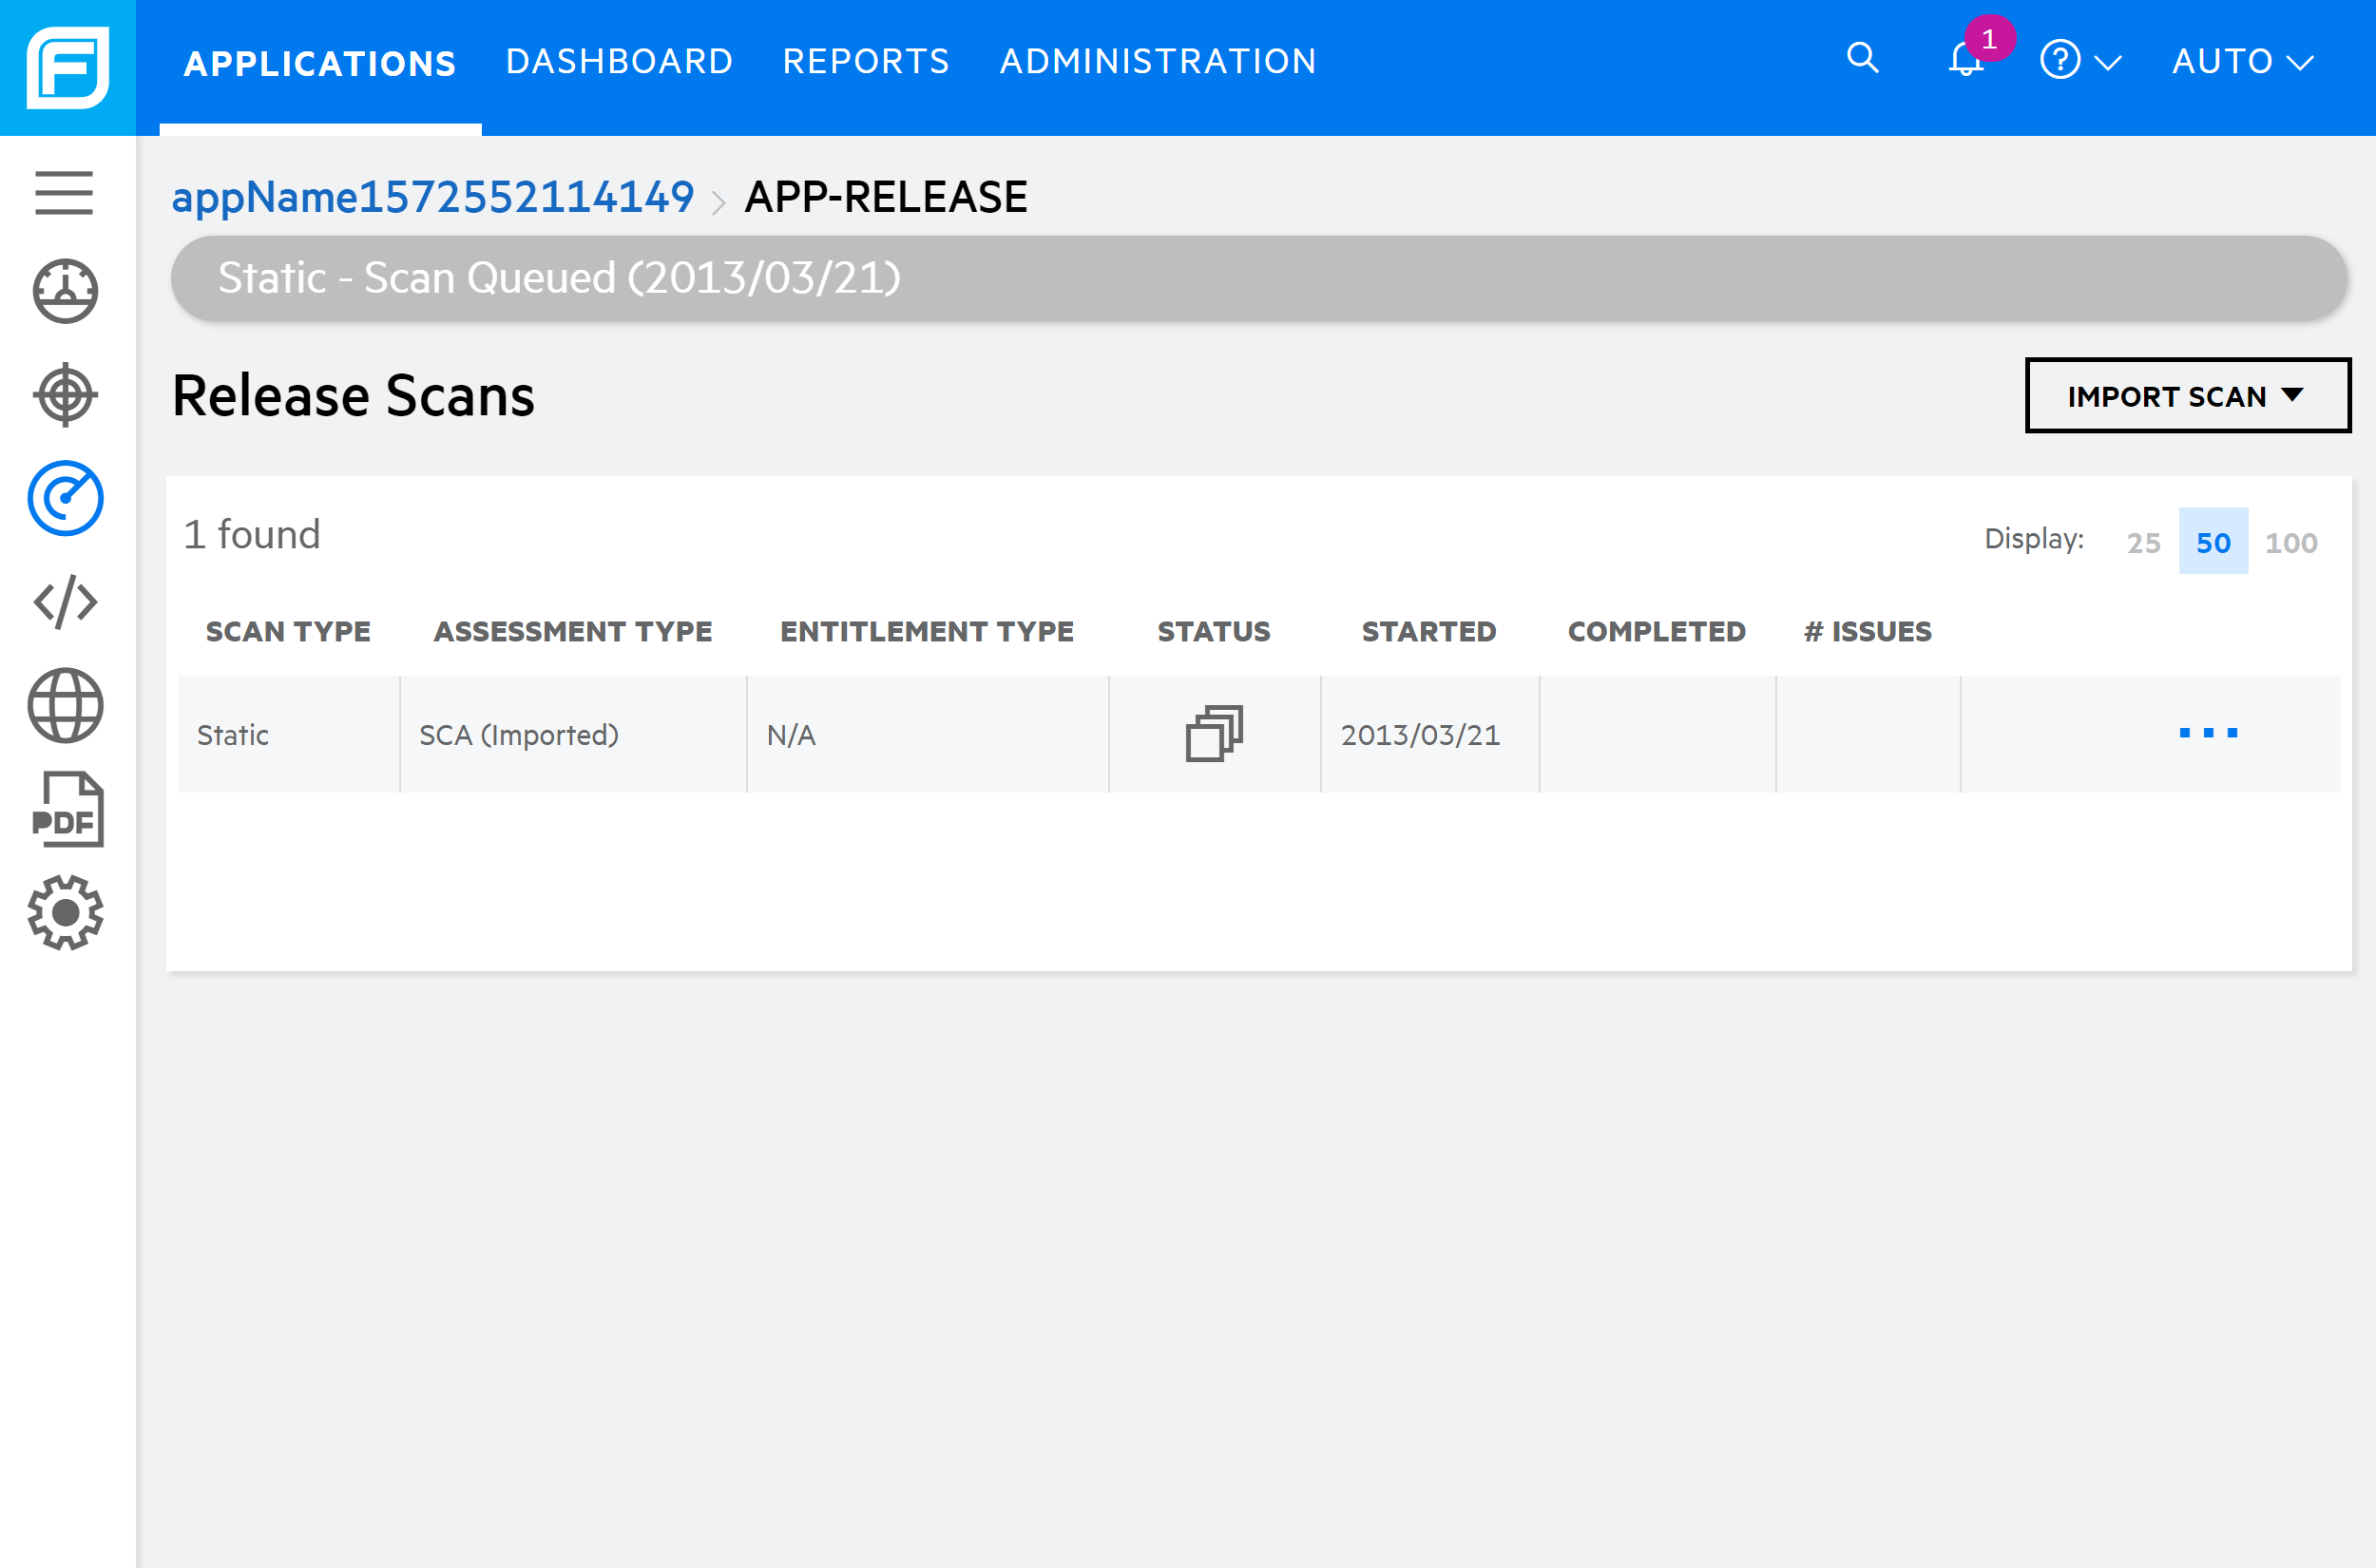 APPLICATIONS DASHBOARD REPORTS ADMINISTRATION 1 AUTO
appName1572552114149 > APP-RELEASE
Static - Scan Queued (2013/03/21)
Release Scans IMPORT SCAN
1 found Display: 25 50 100
SCAN TYPE ASSESSMENT TYPE ENTITLEMENT TYPE STATUS STARTED COMPLETED # ISSUES
Static SCA (Imported) N/A 2013/03/21 ...
PDF